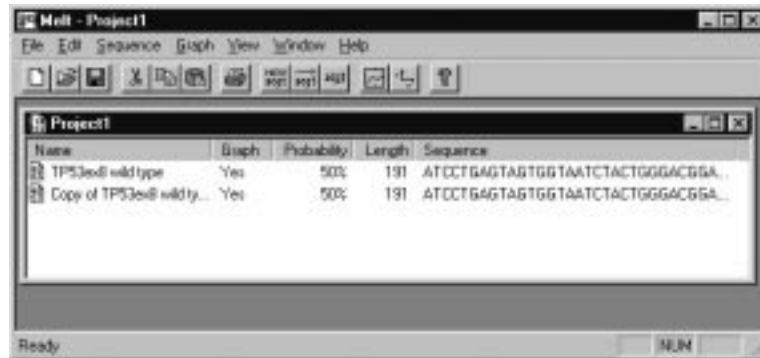 Melt - Project1
File Edit Sequence Graph View Window Help
Project1
Name Graph Probability Length Sequence
TP53ex8 wild type Yes 50% 191 ATCCTGAGTAGTGGTAATCTACTGGGACGGA...
Copy of TP53ex8 wild ty... Yes 50% 191 ATCCTGAGTAGTGGTAATCTACTGGGACGGA...
Ready NUM